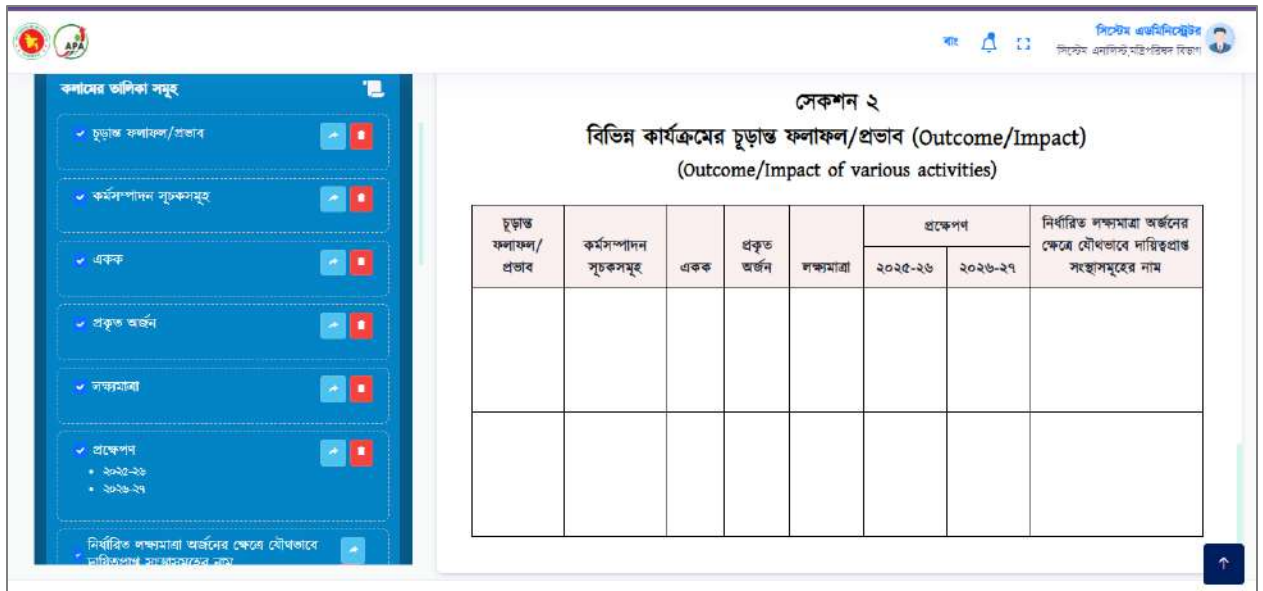 APA
বাং
সিস্টেম এডমিনিস্ট্রেটর
সিস্টেম এনালিস্ট,মন্ত্রিপরিষদ বিভাগ
কলামের তালিকা সমূহ
চূড়ান্ত ফলাফল/প্রভাব
কর্মসম্পাদন সূচকসমূহ
একক
প্রকৃত অর্জন
লক্ষ্যমাত্রা
প্রক্ষেপণ
২০২৫-২৬
২০২৬-২৭
নির্ধারিত লক্ষ্যমাত্রা অর্জনের ক্ষেত্রে যৌথভাবে
দায়িত্বপ্রাপ্ত সংস্থাসমূহের নাম
সেকশন ২
বিভিন্ন কার্যক্রমের চূড়ান্ত ফলাফল/প্রভাব (Outcome/Impact)
(Outcome/Impact of various activities)
চূড়ান্ত
ফলাফল/
প্রভাব
কর্মসম্পাদন
সূচকসমূহ
একক
প্রকৃত
অর্জন
লক্ষ্যমাত্রা
প্রক্ষেপণ
২০২৫-২৬
২০২৬-২৭
নির্ধারিত লক্ষ্যমাত্রা অর্জনের
ক্ষেত্রে যৌথভাবে দায়িত্বপ্রাপ্ত
সংস্থাসমূহের নাম